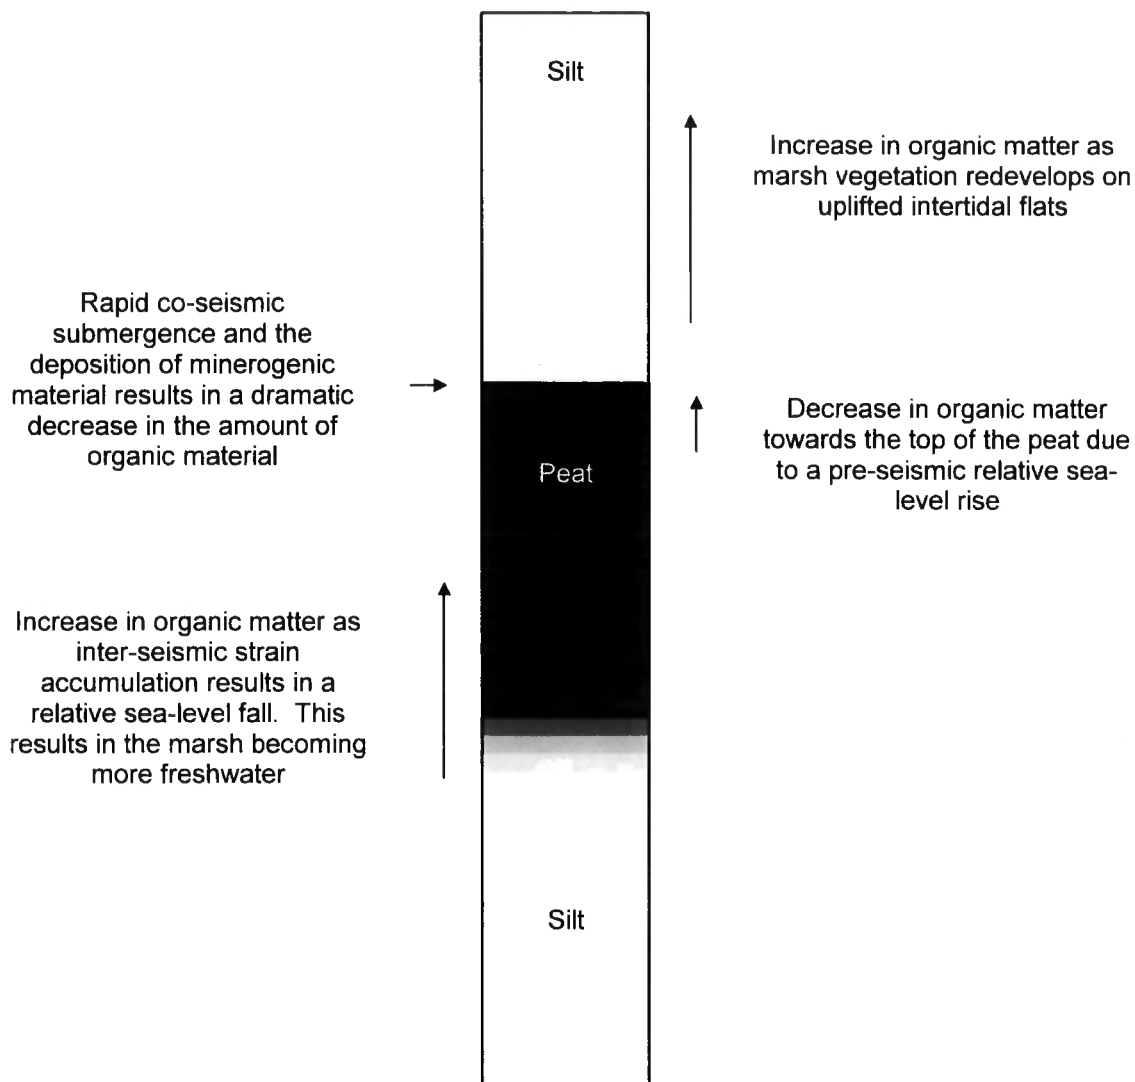 Silt
Increase in organic matter as
marsh vegetation redevelops on
uplifted intertidal flats
Rapid co-seismic
submergence and the
deposition of minerogenic
material results in a dramatic
decrease in the amount of
organic material
Decrease in organic matter
towards the top of the peat due
to a pre-seismic relative sea-
level rise
Peat
Increase in organic matter as
inter-seismic strain
accumulation results in a
relative sea-level fall.  This
results in the marsh becoming
more freshwater
Silt